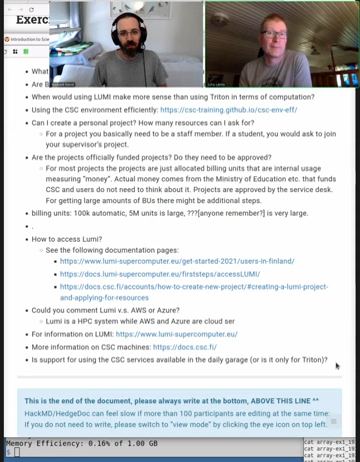 Exerc
Introduction to Sci
What
Are B
When would using LUMI make more sense than using Triton in terms of computation?
Using the CSC environment efficiently: https://csc-training.github.io/csc-env-eff/
Can I create a personal project? How many resources can I ask for?
For a project you basically need to be a staff member. If a student, you would ask to join
your supervisor's project.
Are the projects officially funded projects? Do they need to be approved?
For most projects the projects are just allocated billing units that are internal usage
measuring "money". Actual money comes from the Ministry of Education etc. that funds
CSC and users do not need to think about it. Projects are approved by the service desk.
For getting large amounts of BUs there might be additional steps.
billing units: 100k automatic, 5M units is large, ???[anyone remember?] is very large.
.
How to access Lumi?
See the following documentation pages:
https://www.lumi-supercomputer.eu/get-started-2021/users-in-finland/
https://docs.lumi-supercomputer.eu/firststeps/accessLUMI/
https://docs.csc.fi/accounts/how-to-create-new-project/#creating-a-lumi-project-
and-applying-for-resources
Could you comment Lumi v.s. AWS or Azure?
Lumi is a HPC system while AWS and Azure are cloud ser
For information on LUMI: https://www.lumi-supercomputer.eu/
More information on CSC machines: https://docs.csc.fi/
Is support for using the CSC services available in the daily garage (or is it only for Triton)?
This is the end of the document, please always write at the bottom, ABOVE THIS LINE ^^
HackMD/HedgeDoc can feel slow if more than 100 participants are editing at the same time:
If you do not need to write, please switch to "view mode" by clicking the eye icon on top left.
Memory Efficiency: 0.16% of 1.00 GB
$
cat array-ex1_19
cat array-ex1_19
cat array-ex1_19